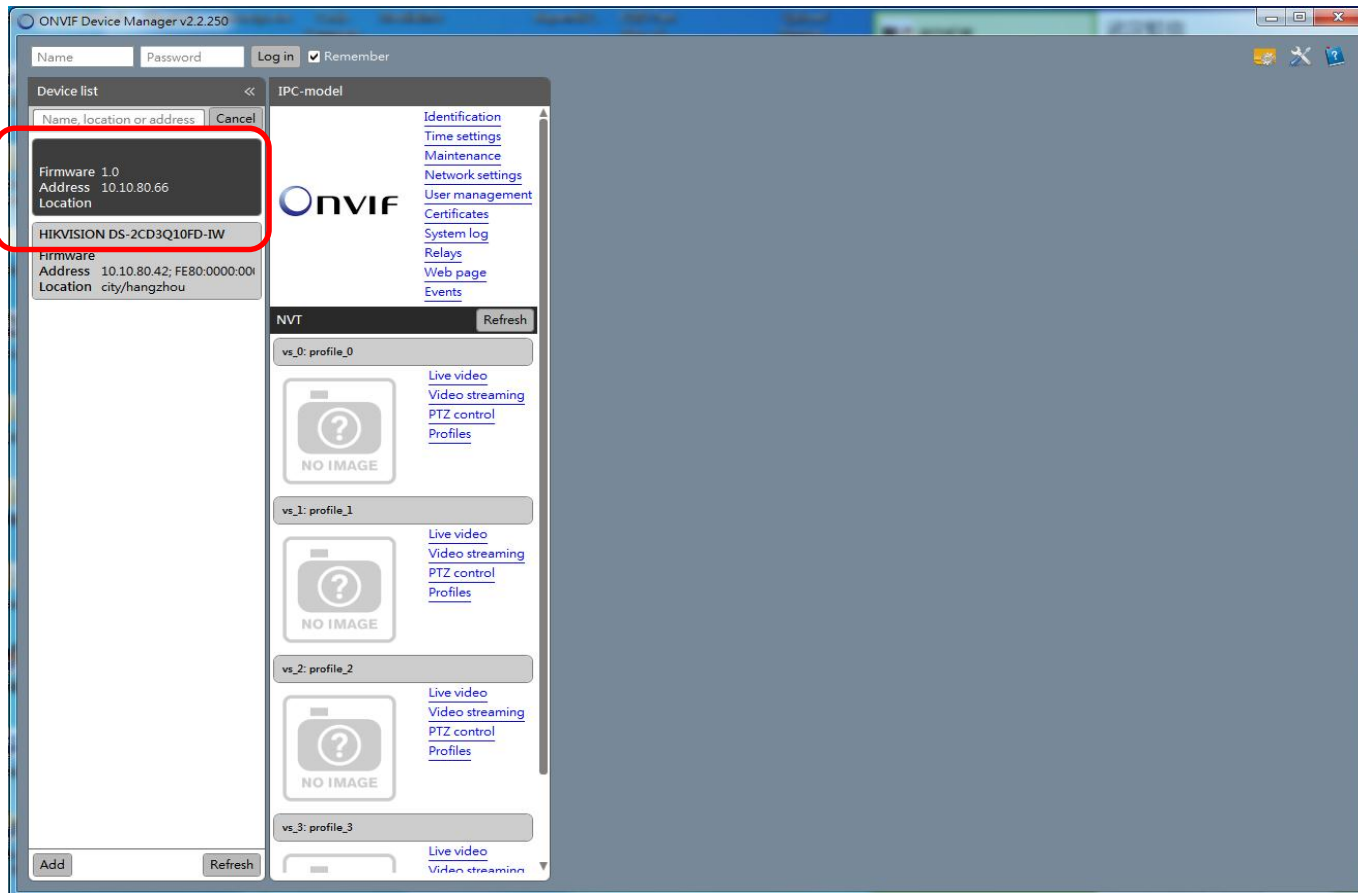 ONVIF Device Manager v2.2.250
Name
Password
Log in
Remember
Device list
«
Name, location or address
Cancel
Firmware 1.0
Address 10.10.80.66
Location
HIKVISION DS-2CD3Q10FD-IW
Firmware
Address 10.10.80.42; FE80:0000:00
Location city/hangzhou
Add
Refresh
IPC-model
ONVIF
Identification
Time settings
Maintenance
Network settings
User management
Certificates
System log
Relays
Web page
Events
NVT
Refresh
vs_0: profile_0
NO IMAGE
Live video
Video streaming
PTZ control
Profiles
vs_1: profile_1
NO IMAGE
Live video
Video streaming
PTZ control
Profiles
vs_2: profile_2
NO IMAGE
Live video
Video streaming
PTZ control
Profiles
vs_3: profile_3
Live video
Video streaming